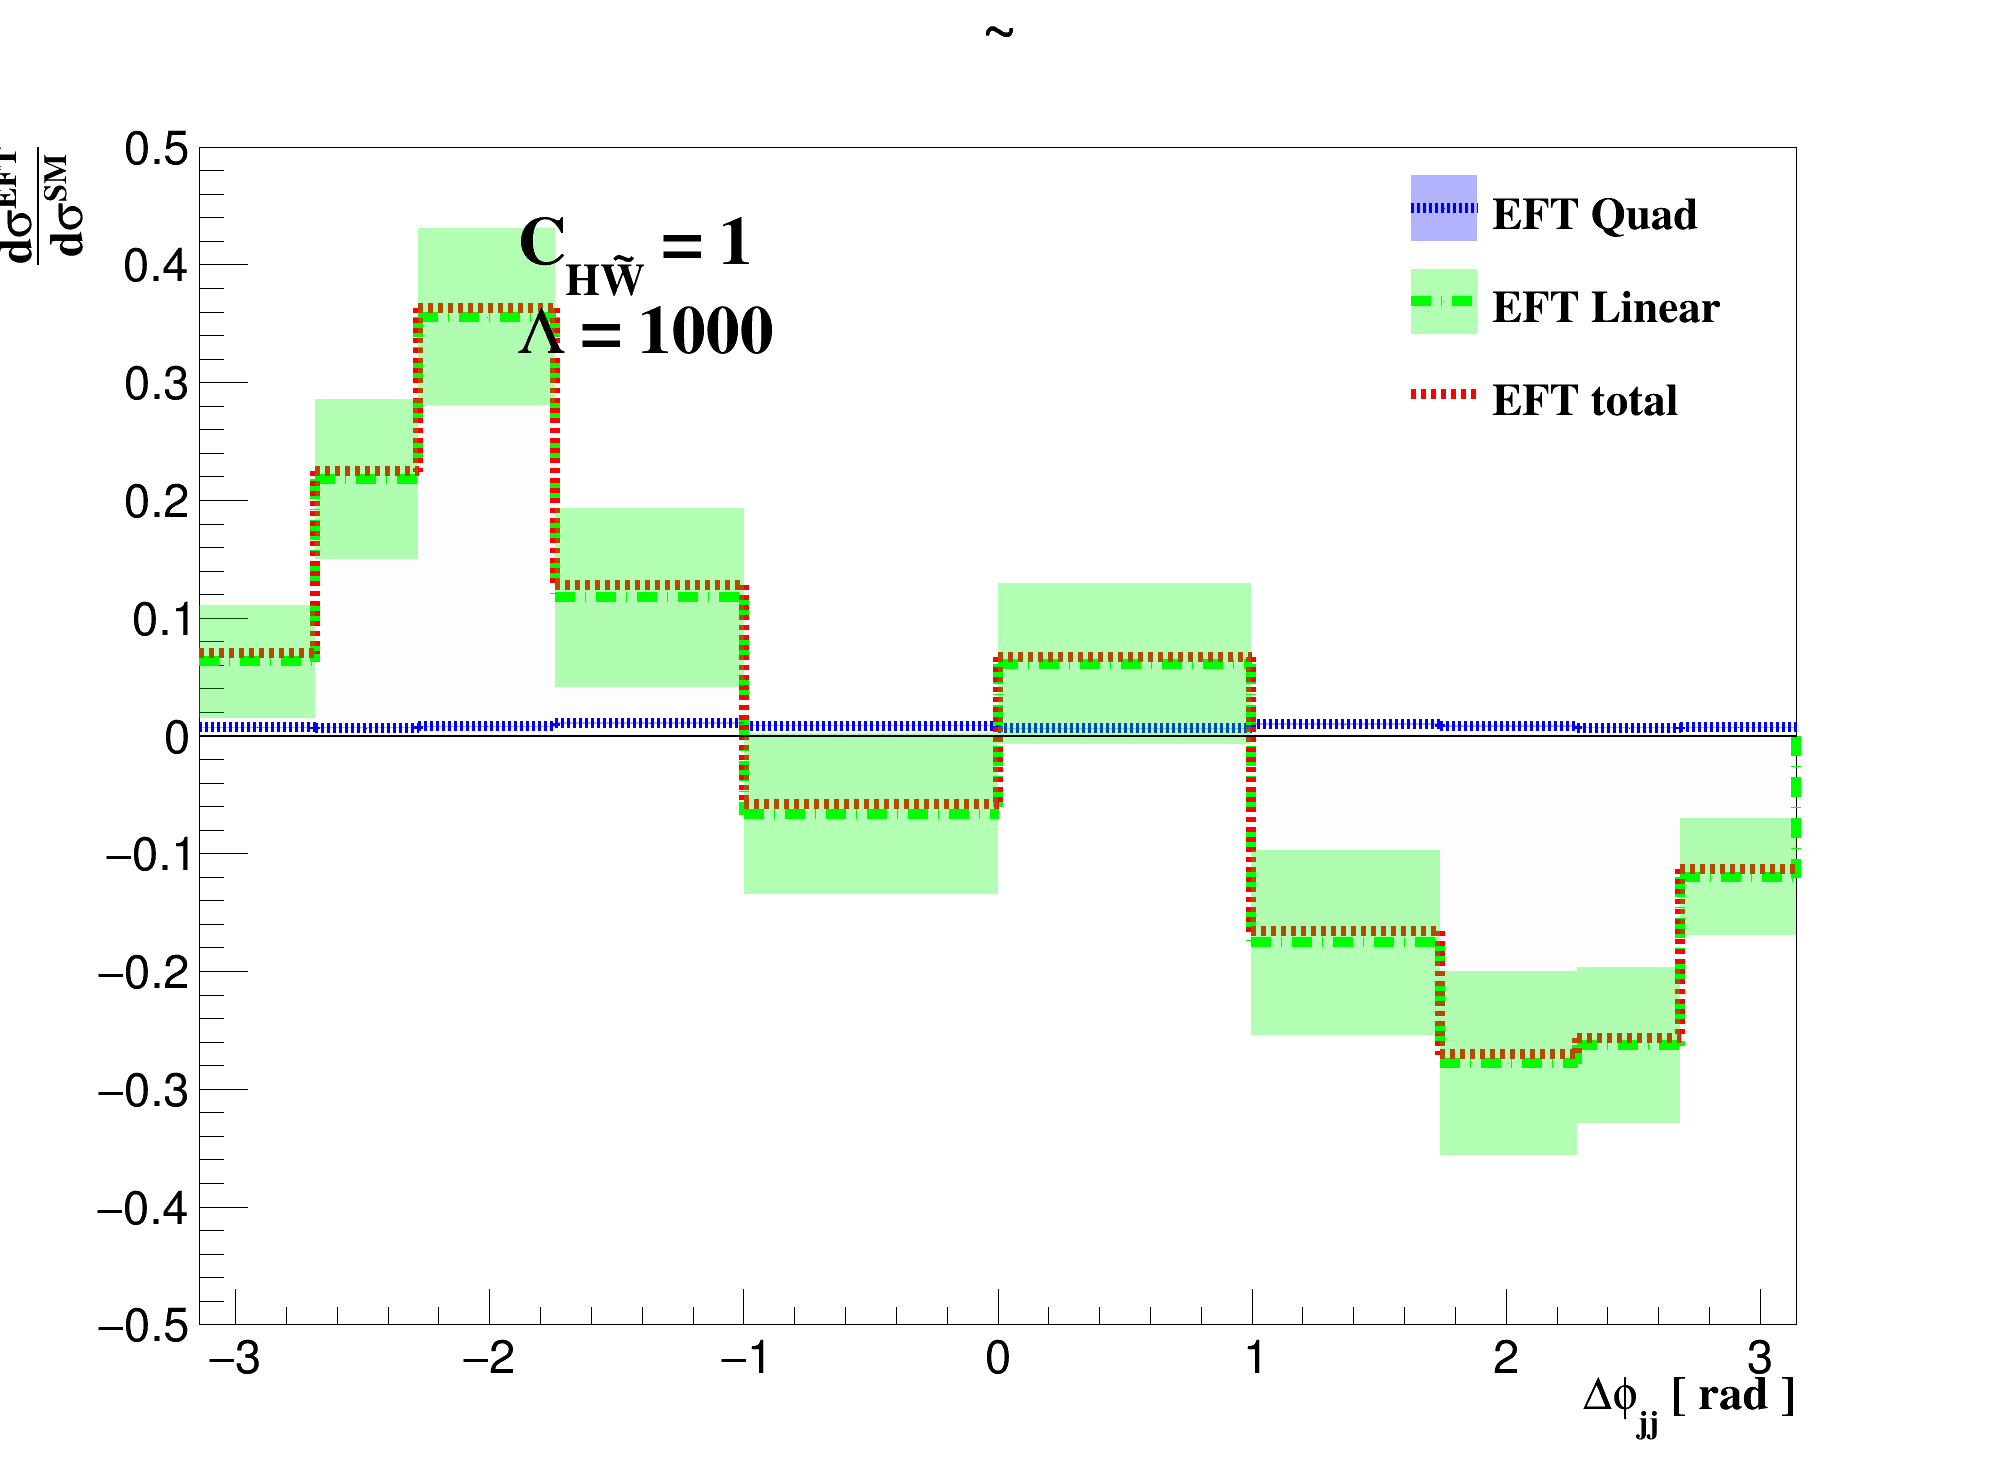 ~
dσ^EFT
dσ^SM
0.5
0.4
0.3
0.2
0.1
0
−0.1
−0.2
−0.3
−0.4
−0.5
C_HW̃ = 1
Λ = 1000
EFT Quad
EFT Linear
EFT total
−3 −2 −1 0 1 2 3
Δϕ_jj [ rad ]